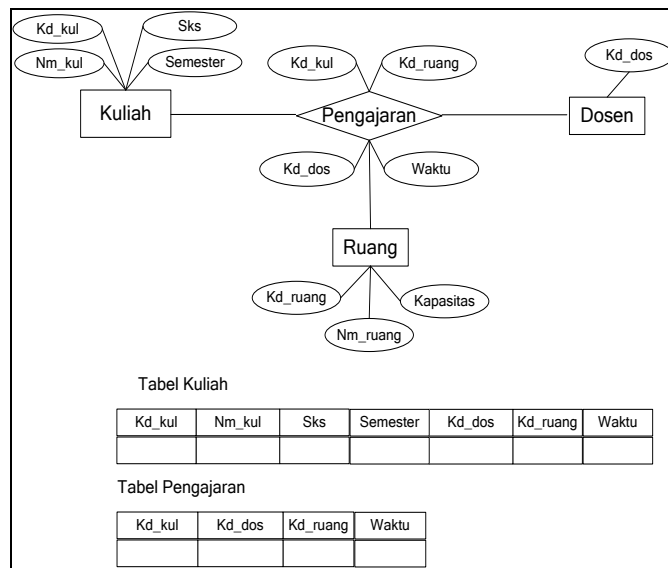 Kd_kul
Sks
Nm_kul
Semester
Kuliah
Kd_kul
Kd_ruang
Pengajaran
Kd_dos
Waktu
Kd_dos
Dosen
Ruang
Kd_ruang
Kapasitas
Nm_ruang
Tabel Kuliah
Kd_kul Nm_kul Sks Semester Kd_dos Kd_ruang Waktu
Tabel Pengajaran
Kd_kul Kd_dos Kd_ruang Waktu